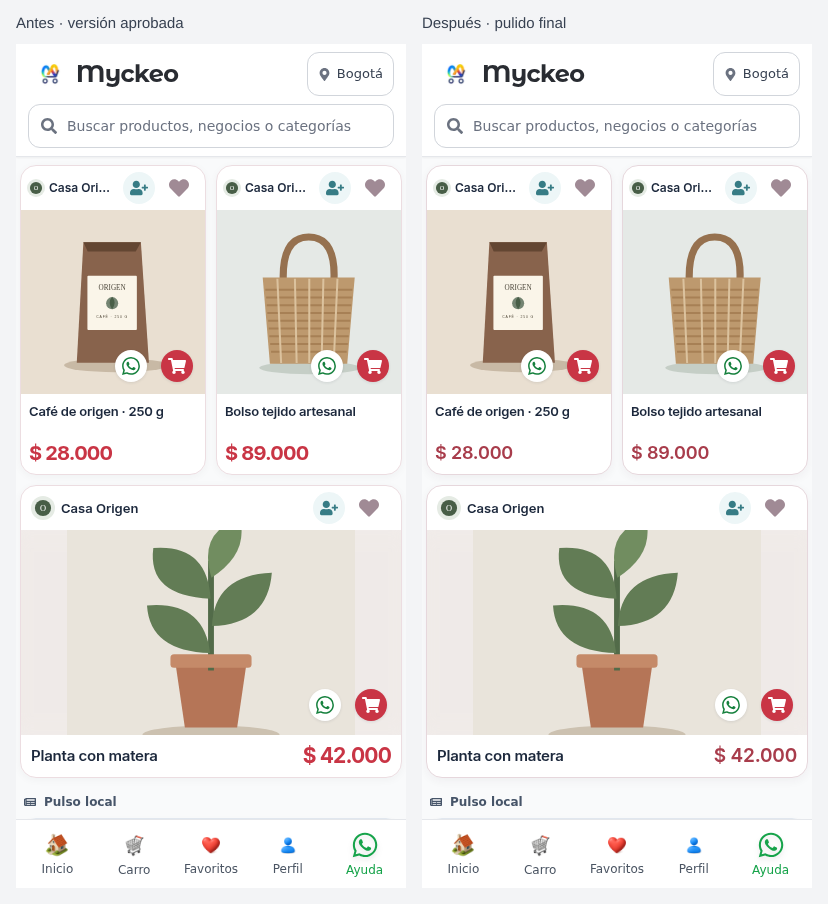 Antes · versión aprobada
Myckeo
Bogotá
Buscar productos, negocios o categorías
Casa Ori...
Casa Ori...
ORIGEN
CAFÉ · 250 G
Café de origen · 250 g
Bolso tejido artesanal
$ 28.000
$ 89.000
Casa Origen
Planta con matera
$ 42.000
Pulso local
Inicio
Carro
Favoritos
Perfil
Ayuda
Después · pulido final
Myckeo
Bogotá
Buscar productos, negocios o categorías
Casa Ori...
Casa Ori...
ORIGEN
CAFÉ · 250 G
Café de origen · 250 g
Bolso tejido artesanal
$ 28.000
$ 89.000
Casa Origen
Planta con matera
$ 42.000
Pulso local
Inicio
Carro
Favoritos
Perfil
Ayuda